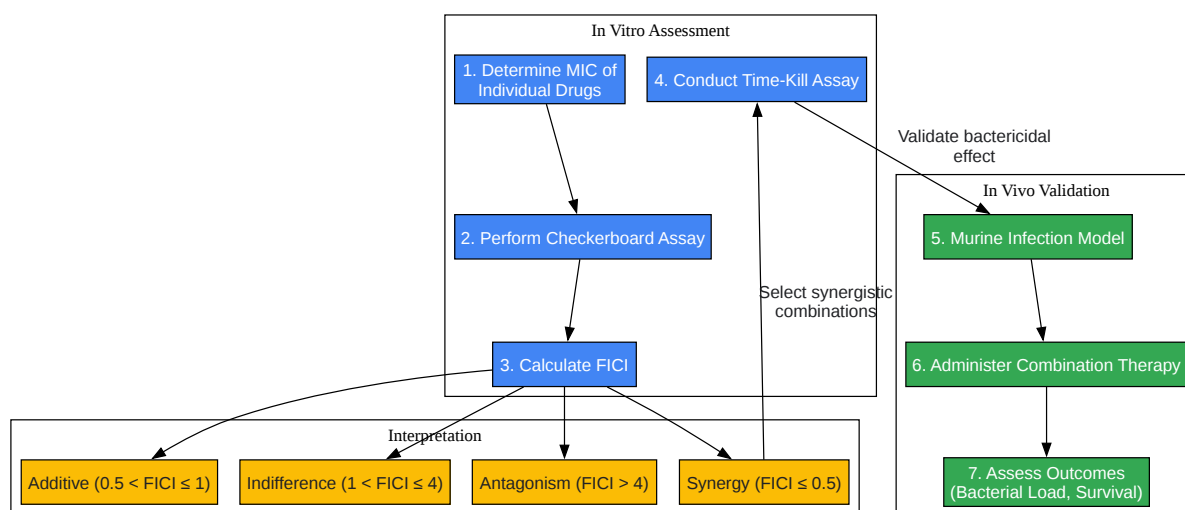 In Vitro Assessment
1. Determine MIC of
Individual Drugs
4. Conduct Time-Kill Assay
Validate bactericidal
effect
In Vivo Validation
2. Perform Checkerboard Assay
5. Murine Infection Model
Select synergistic
combinations
3. Calculate FICI
6. Administer Combination Therapy
Interpretation
Additive (0.5 < FICI ≤ 1)
Indifference (1 < FICI ≤ 4)
Antagonism (FICI > 4)
Synergy (FICI ≤ 0.5)
7. Assess Outcomes
(Bacterial Load, Survival)